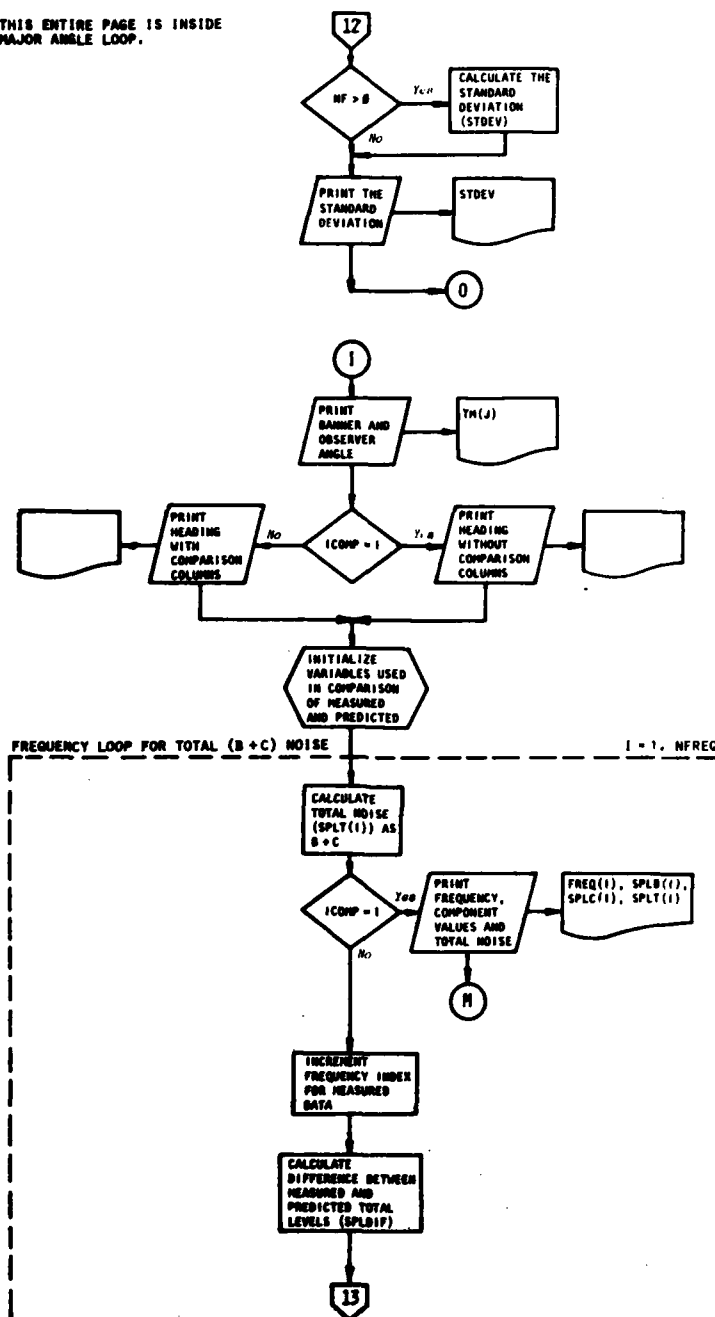 THIS ENTIRE PAGE IS INSIDE
MAJOR ANGLE LOOP.
12
NF > 0
Yes
CALCULATE THE
STANDARD
DEVIATION
(STDEV)
No
PRINT THE
STANDARD
DEVIATION
STDEV
O
I
PRINT
BANNER AND
OBSERVER
ANGLE
TH(J)
PRINT
HEADING
WITH
COMPARISON
COLUMNS
No
ICOMP = 1
Yes
PRINT
HEADING
WITHOUT
COMPARISON
COLUMNS
INITIALIZE
VARIABLES USED
IN COMPARISON
OF MEASURED
AND PREDICTED
FREQUENCY LOOP FOR TOTAL (B + C) NOISE
I = 1, NFREQ
CALCULATE
TOTAL NOISE
(SPLT(I)) AS
B + C
ICOMP = 1
Yes
PRINT
FREQUENCY,
COMPONENT
VALUES AND
TOTAL NOISE
FREQ(I), SPLB(I),
SPLC(I), SPLT(I)
No
M
INCREMENT
FREQUENCY INDEX
FOR MEASURED
DATA
CALCULATE
DIFFERENCE BETWEEN
MEASURED AND
PREDICTED TOTAL
LEVELS (SPLDIF)
13